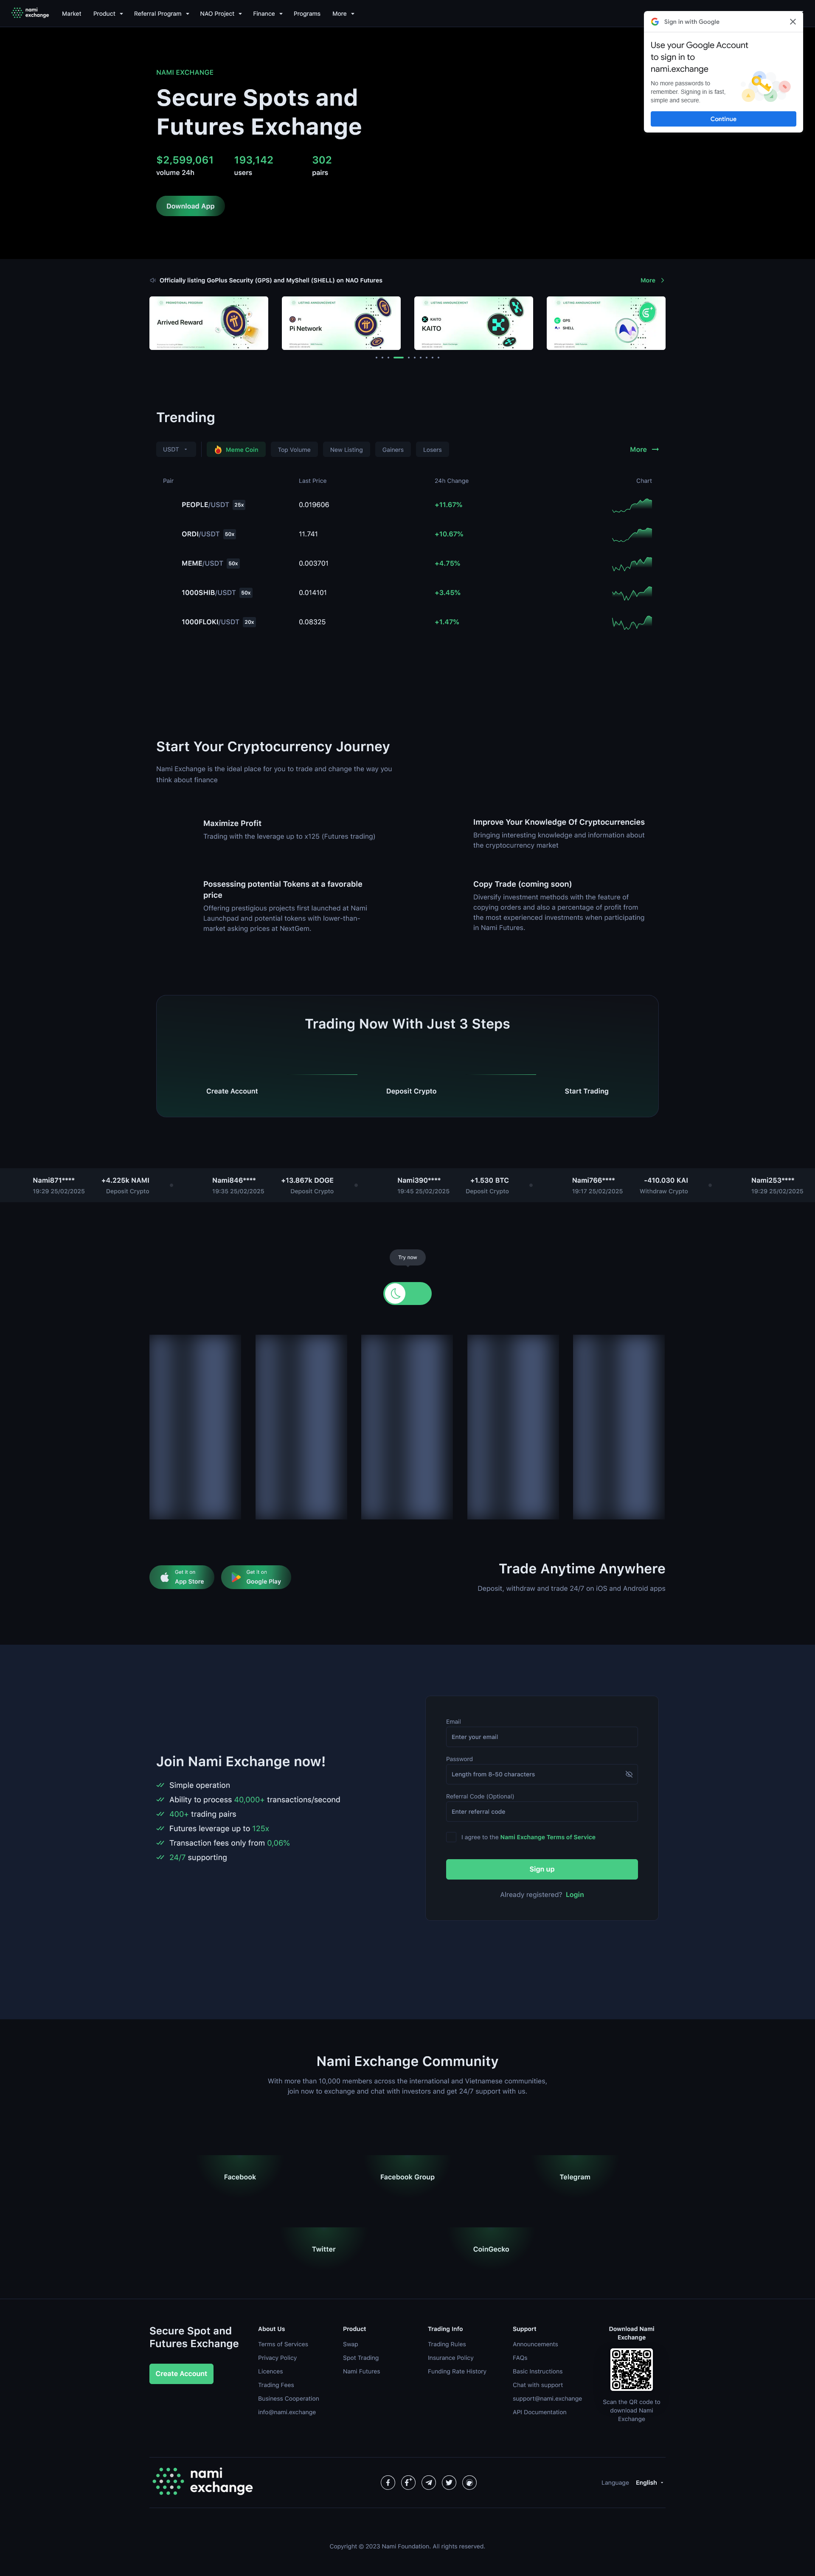 nami exchange
Market
Product
Referral Program
NAO Project
Finance
Programs
More
Sign in with Google
Use your Google Account
to sign in to
nami.exchange
No more passwords to
remember. Signing in is fast,
simple and secure.
Continue
NAMI EXCHANGE
Secure Spots and
Futures Exchange
$2,599,061
193,142
302
volume 24h
users
pairs
Download App
Officially listing GoPlus Security (GPS) and MyShell (SHELL) on NAO Futures
More
Arrived Reward
LISTING ANNOUNCEMENT
PI
Pi Network
LISTING ANNOUNCEMENT
KAITO
KAITO
LISTING ANNOUNCEMENT
GPS
SHELL
Trending
USDT
Meme Coin
Top Volume
New Listing
Gainers
Losers
More
Pair
Last Price
24h Change
Chart
PEOPLE/USDT 25x 0.019606 +11.67%
ORDI/USDT 50x 11.741 +10.67%
MEME/USDT 50x 0.003701 +4.75%
1000SHIB/USDT 50x 0.014101 +3.45%
1000FLOKI/USDT 20x 0.08325 +1.47%
Start Your Cryptocurrency Journey
Nami Exchange is the ideal place for you to trade and change the way you
think about finance
Maximize Profit
Trading with the leverage up to x125 (Futures trading)
Improve Your Knowledge Of Cryptocurrencies
Bringing interesting knowledge and information about
the cryptocurrency market
Possessing potential Tokens at a favorable
price
Offering prestigious projects first launched at Nami
Launchpad and potential tokens with lower-than-
market asking prices at NextGem.
Copy Trade (coming soon)
Diversify investment methods with the feature of
copying orders and also a percentage of profit from
the most experienced investments when participating
in Nami Futures.
Trading Now With Just 3 Steps
Create Account
Deposit Crypto
Start Trading
Nami871**** +4.225k NAMI
19:29 25/02/2025 Deposit Crypto
Nami846**** +13.867k DOGE
19:35 25/02/2025 Deposit Crypto
Nami390**** +1.530 BTC
19:45 25/02/2025 Deposit Crypto
Nami766**** -410.030 KAI
19:17 25/02/2025 Withdraw Crypto
Nami253****
19:29 25/02/2025
Try now
Get it on
App Store
Get it on
Google Play
Trade Anytime Anywhere
Deposit, withdraw and trade 24/7 on iOS and Android apps
Join Nami Exchange now!
Simple operation
Ability to process 40,000+ transactions/second
400+ trading pairs
Futures leverage up to 125x
Transaction fees only from 0,06%
24/7 supporting
Email
Enter your email
Password
Length from 8-50 characters
Referral Code (Optional)
Enter referral code
I agree to the Nami Exchange Terms of Service
Sign up
Already registered? Login
Nami Exchange Community
With more than 10,000 members across the international and Vietnamese communities,
join now to exchange and chat with investors and get 24/7 support with us.
Facebook
Facebook Group
Telegram
Twitter
CoinGecko
Secure Spot and
Futures Exchange
Create Account
About Us
Terms of Services
Privacy Policy
Licences
Trading Fees
Business Cooperation
info@nami.exchange
Product
Swap
Spot Trading
Nami Futures
Trading Info
Trading Rules
Insurance Policy
Funding Rate History
Support
Announcements
FAQs
Basic Instructions
Chat with support
support@nami.exchange
API Documentation
Download Nami
Exchange
Scan the QR code to
download Nami
Exchange
nami
exchange
Language
English
Copyright © 2023 Nami Foundation. All rights reserved.